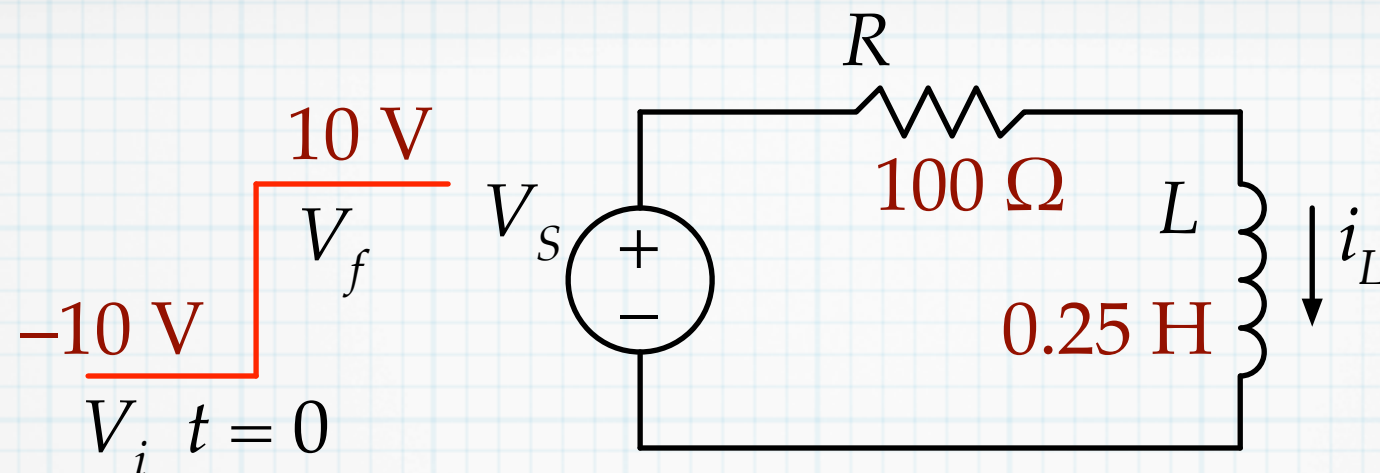 R
10 V
V_S
+
−
100 Ω
L
i_L
V_f
–10 V
0.25 H
V_i t = 0